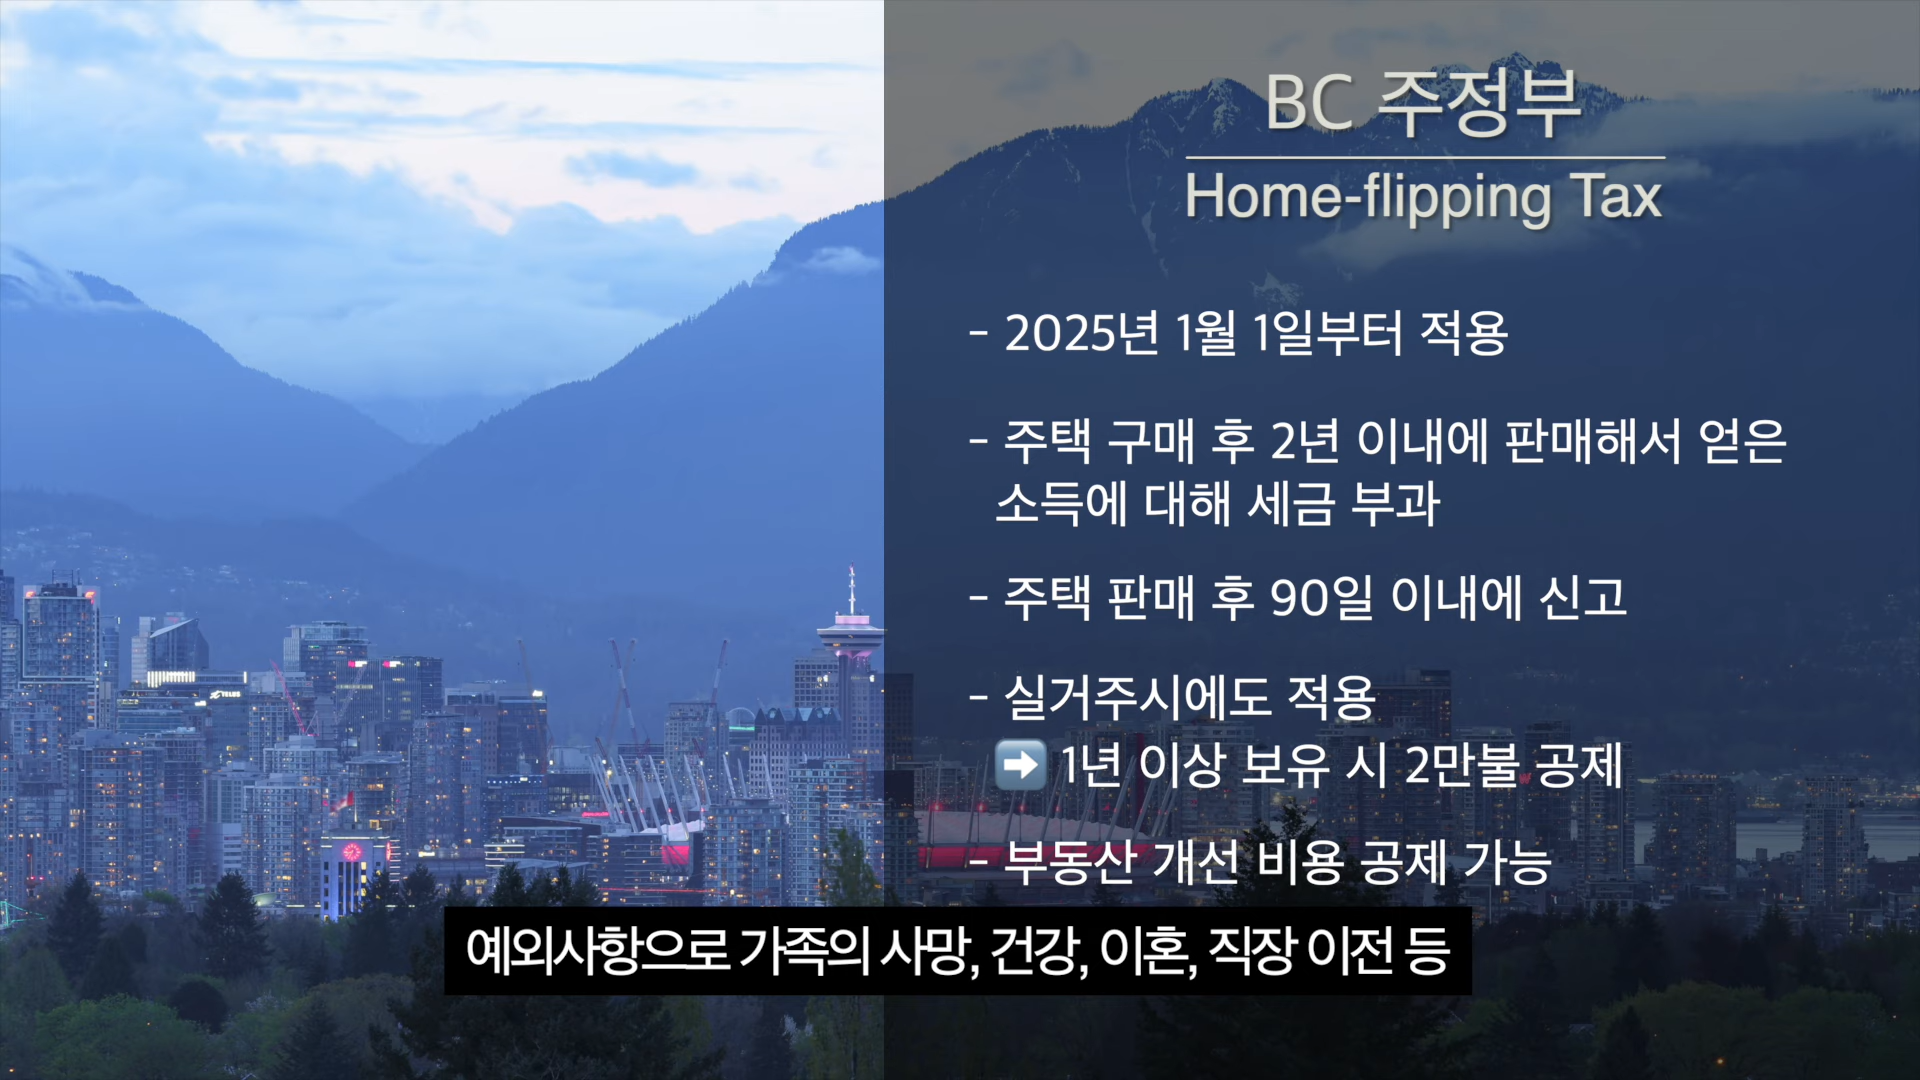 BC 주정부
Home-flipping Tax
- 2025년 1월 1일부터 적용
- 주택 구매 후 2년 이내에 판매해서 얻은
소득에 대해 세금 부과
- 주택 판매 후 90일 이내에 신고
- 실거주시에도 적용
➡ 1년 이상 보유 시 2만불 공제
- 부동산 개선 비용 공제 가능
예외사항으로 가족의 사망, 건강, 이혼, 직장 이전 등
TELUS